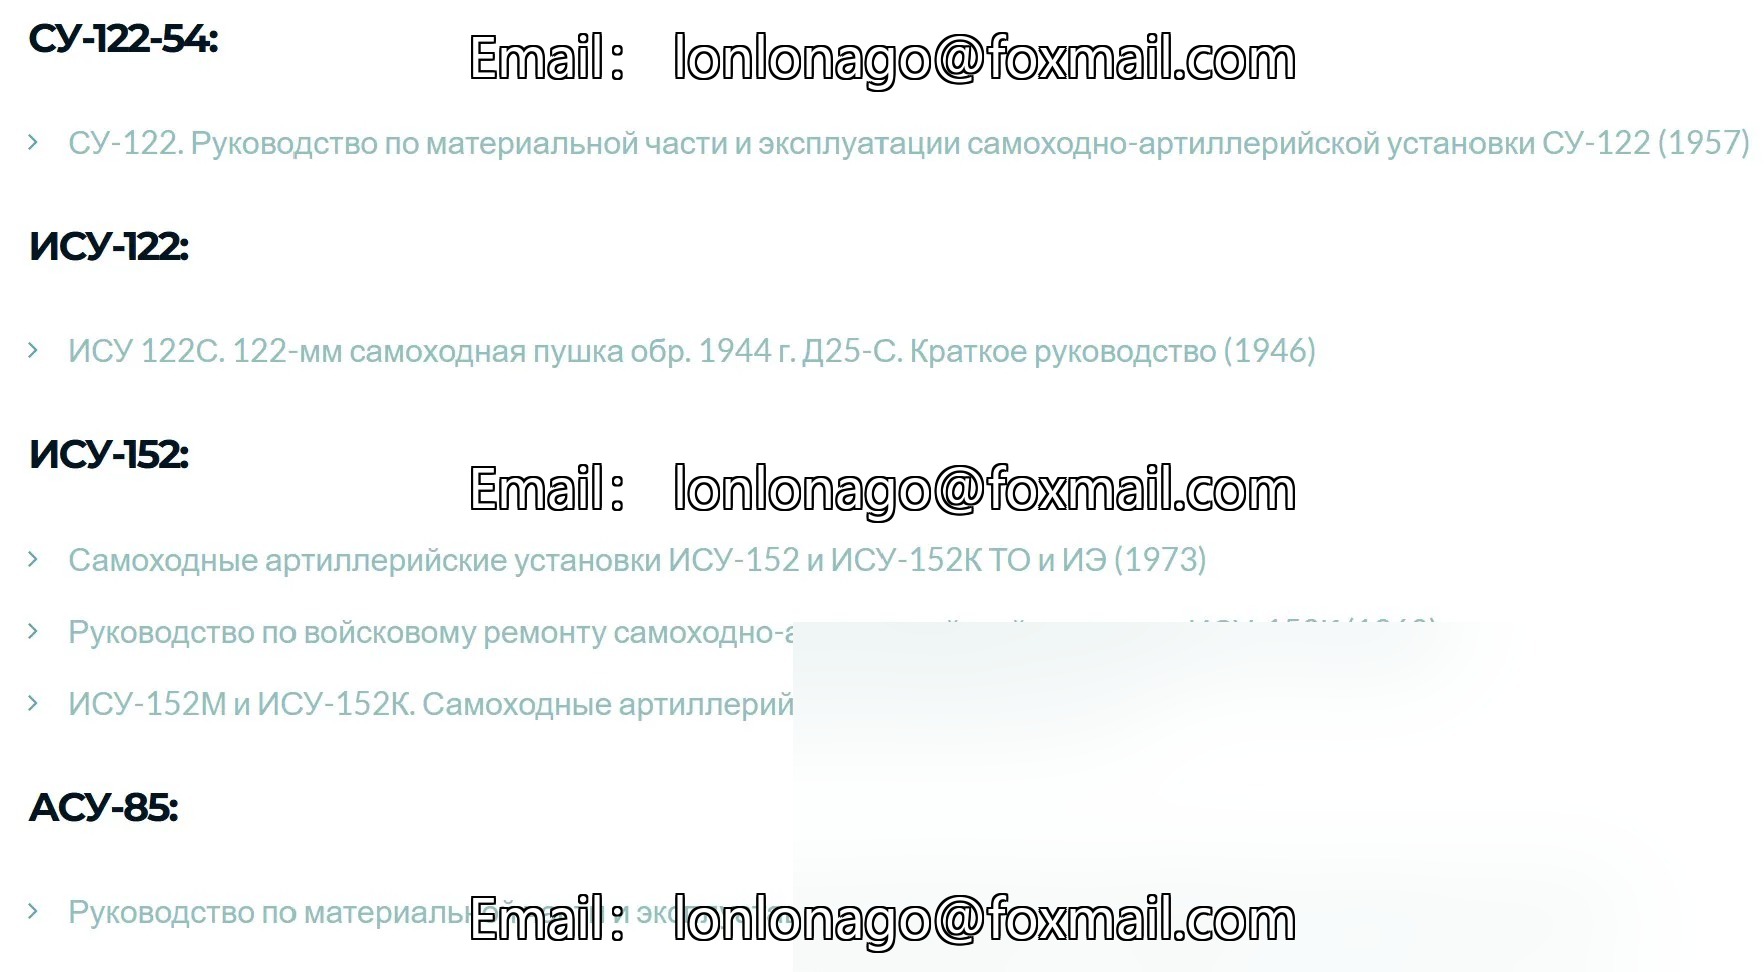 СУ-122-54:
Email： lonlonago@foxmail.com
СУ-122. Руководство по материальной части и эксплуатации самоходно-артиллерийской установки СУ-122 (1957)
ИСУ-122:
ИСУ 122С. 122-мм самоходная пушка обр. 1944 г. Д25-С. Краткое руководство (1946)
ИСУ-152:
Email： lonlonago@foxmail.com
Самоходные артиллерийские установки ИСУ-152 и ИСУ-152К ТО и ИЭ (1973)
Руководство по войсковому ремонту самоходно-
ИСУ-152М и ИСУ-152К. Самоходные артиллерий
АСУ-85:
Руководство по материальной части и
Email： lonlonago@foxmail.com